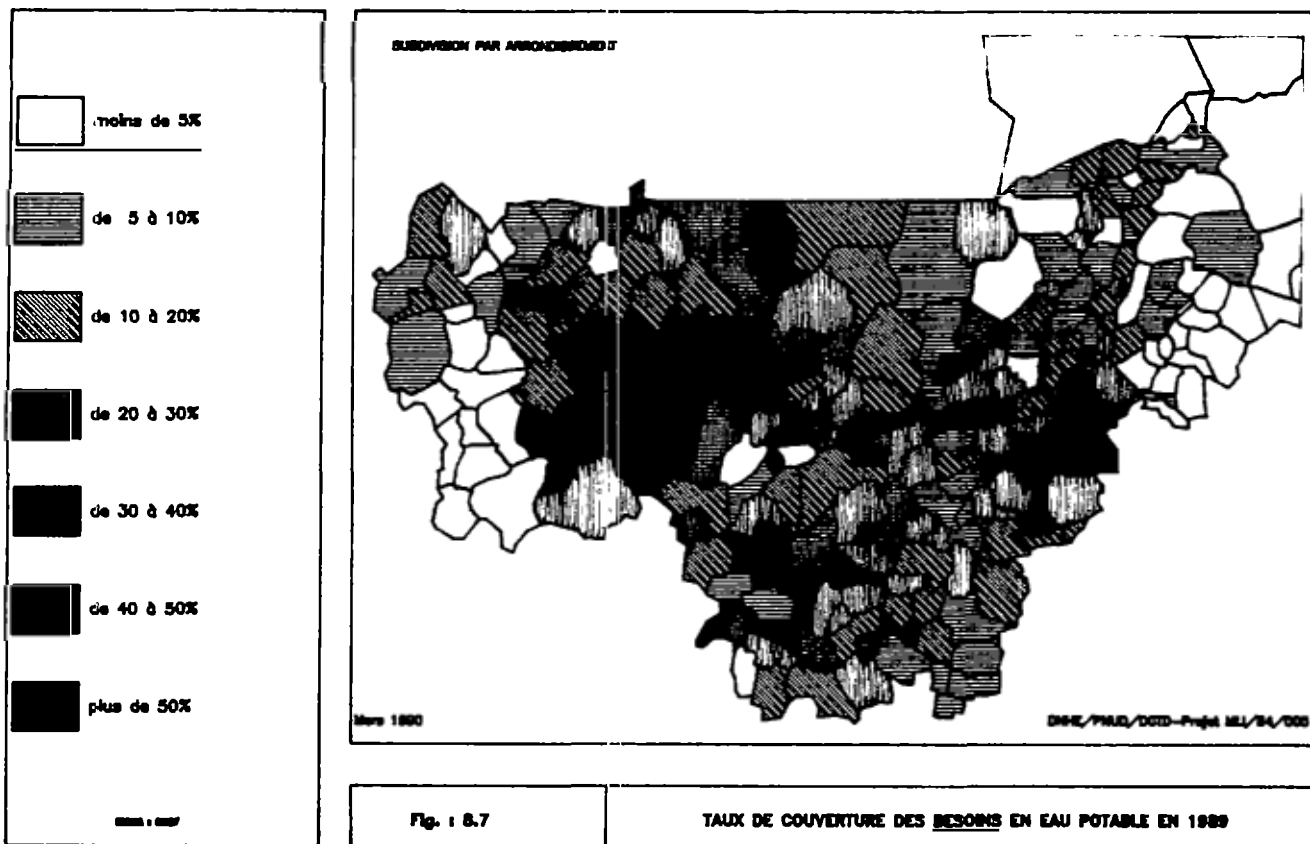 moins de 5%
de 5 à 10%
de 10 à 20%
de 20 à 30%
de 30 à 40%
de 40 à 50%
plus de 50%
SUBDIVISION PAR
Mars 1990
DNHE/PNUD/DCTD-Projet MLI/84/005
Fig. : 8.7
TAUX DE COUVERTURE DES BESOINS EN EAU POTABLE EN 1989